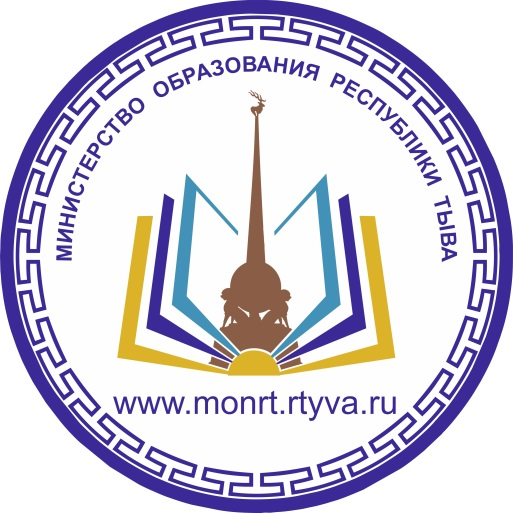 МИНИСТЕРСТВО ОБРАЗОВАНИЯ РЕСПУБЛИКИ ТЫВА
www.monrt.rtyva.ru